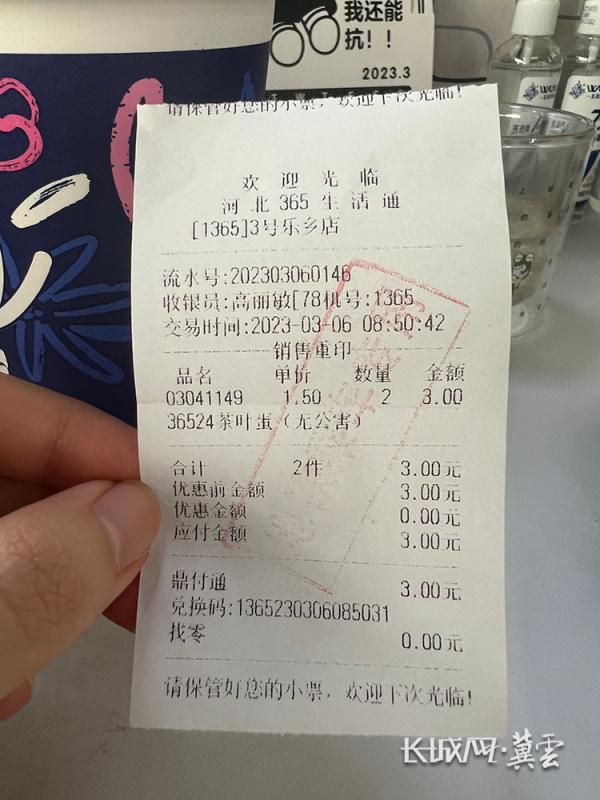 我还能
抗！！
2023.3
请保管好您的小票，欢迎下次光临！
欢迎光临
河北365生活通
[1365]3号乐乡店
流水号:202303060146
收银员:高丽敏[78机号:1365
交易时间:2023-03-06 08:50:42
销售重印
品名 单价 数量 金额
03041149 1.50 2 3.00
36524茶叶蛋（无公害）
合计 2件 3.00元
优惠前金额 3.00元
优惠金额 0.00元
应付金额 3.00元
鼎付通 3.00元
兑换码:1365230306085031
找零 0.00元
请保管好您的小票，欢迎下次光临！
长城网·冀雲